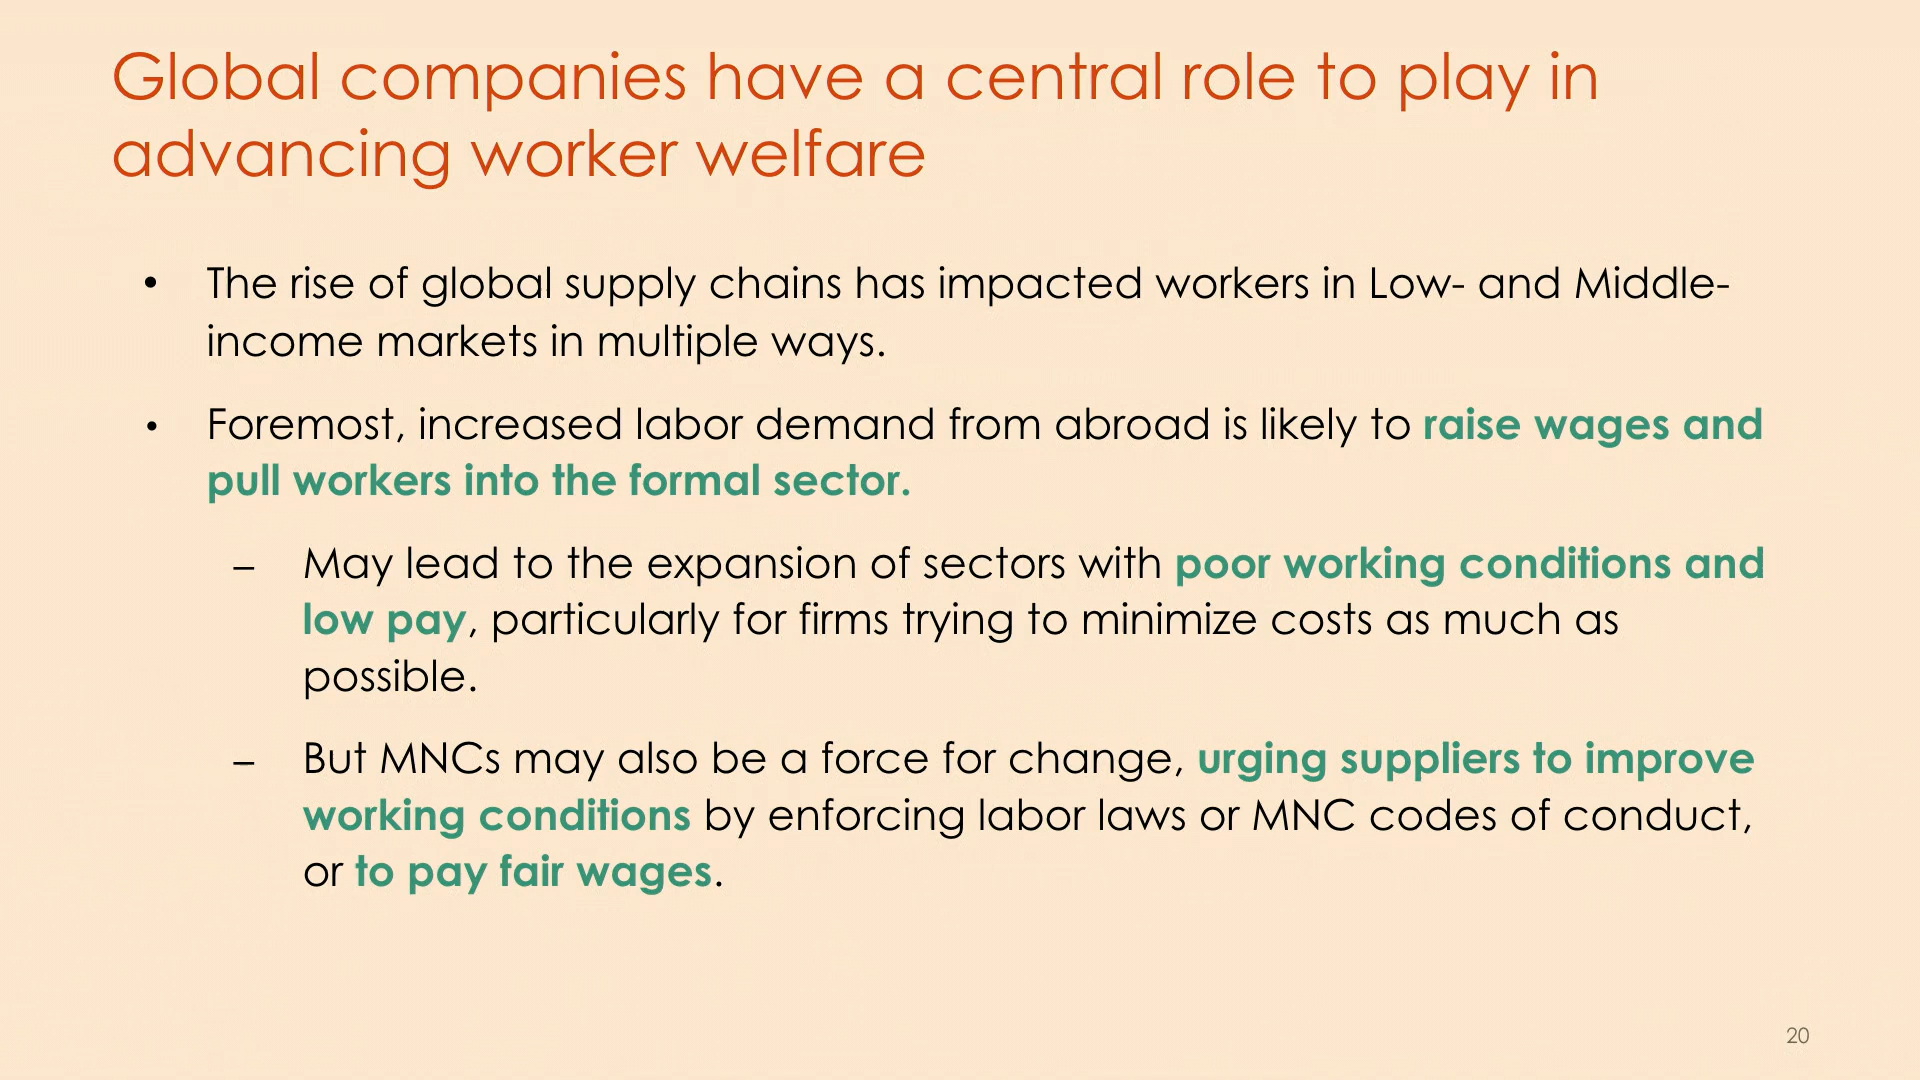 Global companies have a central role to play in
advancing worker welfare
• The rise of global supply chains has impacted workers in Low- and Middle-
income markets in multiple ways.
• Foremost, increased labor demand from abroad is likely to raise wages and
pull workers into the formal sector.
– May lead to the expansion of sectors with poor working conditions and
low pay, particularly for firms trying to minimize costs as much as
possible.
– But MNCs may also be a force for change, urging suppliers to improve
working conditions by enforcing labor laws or MNC codes of conduct,
or to pay fair wages.
20